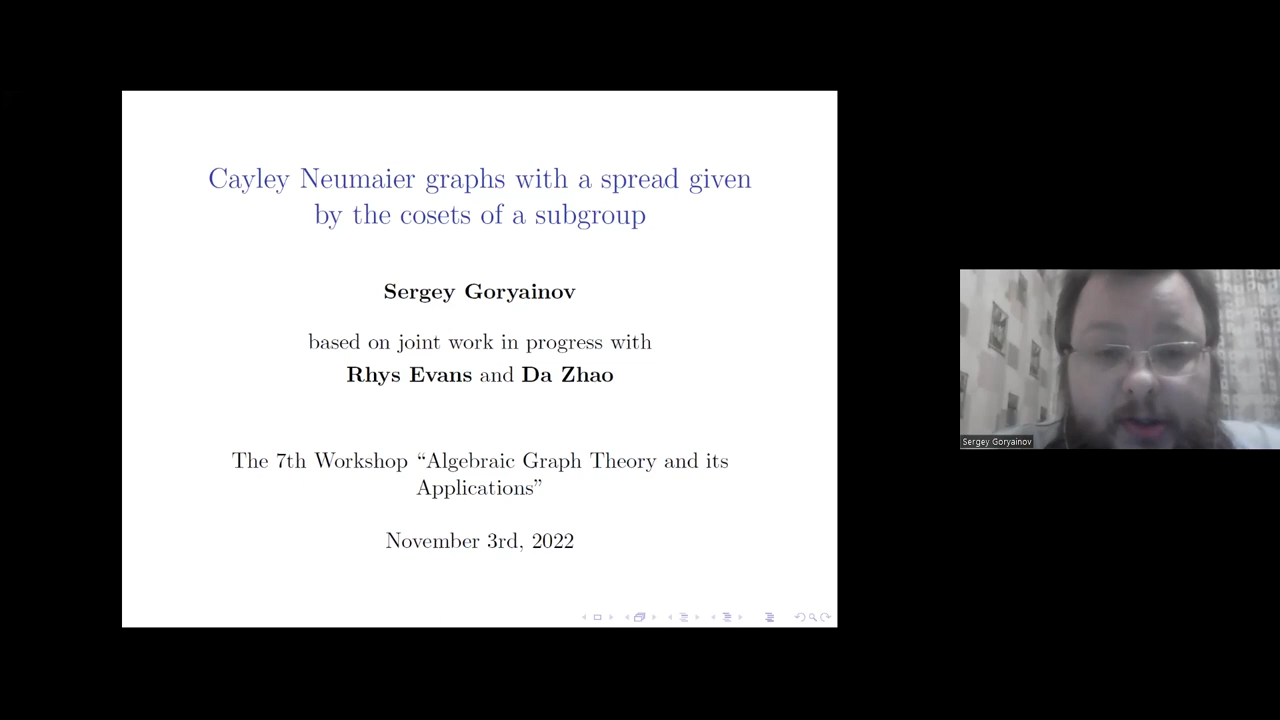 Cayley Neumaier graphs with a spread given
by the cosets of a subgroup
Sergey Goryainov
based on joint work in progress with
Rhys Evans and Da Zhao
The 7th Workshop “Algebraic Graph Theory and its
Applications”
November 3rd, 2022
Sergey Goryainov